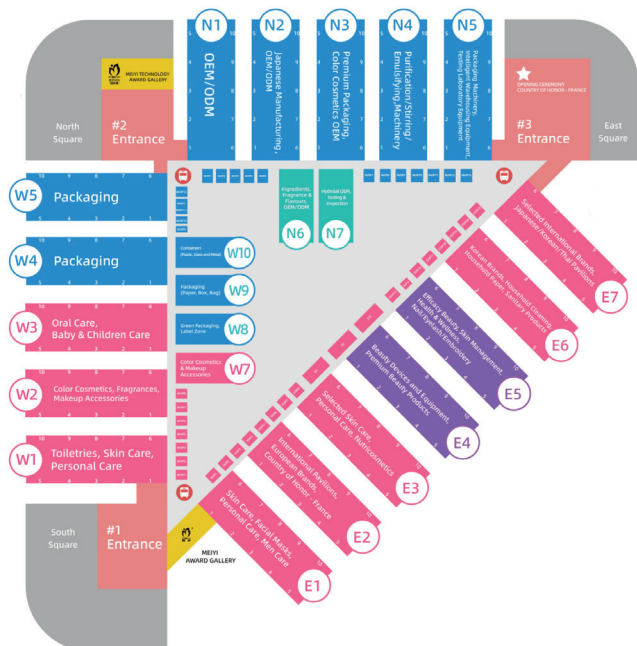 N1
N2
N3
N4
N5
OEM/ODM
Japanese Manufacturing,
OEM/ODM
Premium Packaging,
Color Cosmetics OEM
Purification/Stirring/
Emulsifying,Machinery
Packaging Machinery,
Intelligent Warehousing Equipment,
Testing Laboratory Equipment
MEIYI TECHNOLOGY
AWARD GALLERY
North
Square
#2
Entrance
OPENING CEREMONY
COUNTRY OF HONOR - FRANCE
#3
Entrance
East
Square
W5
Packaging
W4
Packaging
W3
Oral Care,
Baby & Children Care
W2
Color Cosmetics, Fragrances,
Makeup Accessories
W1
Toiletries, Skin Care,
Personal Care
Ingredients,
Fragrance &
Flavours,
OEM/ODM
N6
Hydrosol OEM,
Testing &
Inspection
N7
Containers
(Plastic, Glass and Metal)
W10
Packaging
(Paper, Box, Bag)
W9
Green Packaging,
Label Zone
W8
Color Cosmetics
& Makeup
Accessories
W7
Selected International Brands,
Japanese/Korean/Thai Pavilions
E7
Korean Brands, Household Cleaning,
Household Paper, Sanitary Products
E6
Efficacy Beauty, Skin Management,
Health & Wellness,
Nail/Eyelash/Embroidery
E5
Beauty Devices and Equipment,
Premium Beauty Products
E4
Selected Skin Care,
Personal Care, Nutricosmetics
E3
International Pavilions,
European Brands,
Country of Honor - France
E2
Skin Care, Facial Masks,
Personal Care, Men Care
E1
South
Square
#1
Entrance
MEIYI
AWARD GALLERY